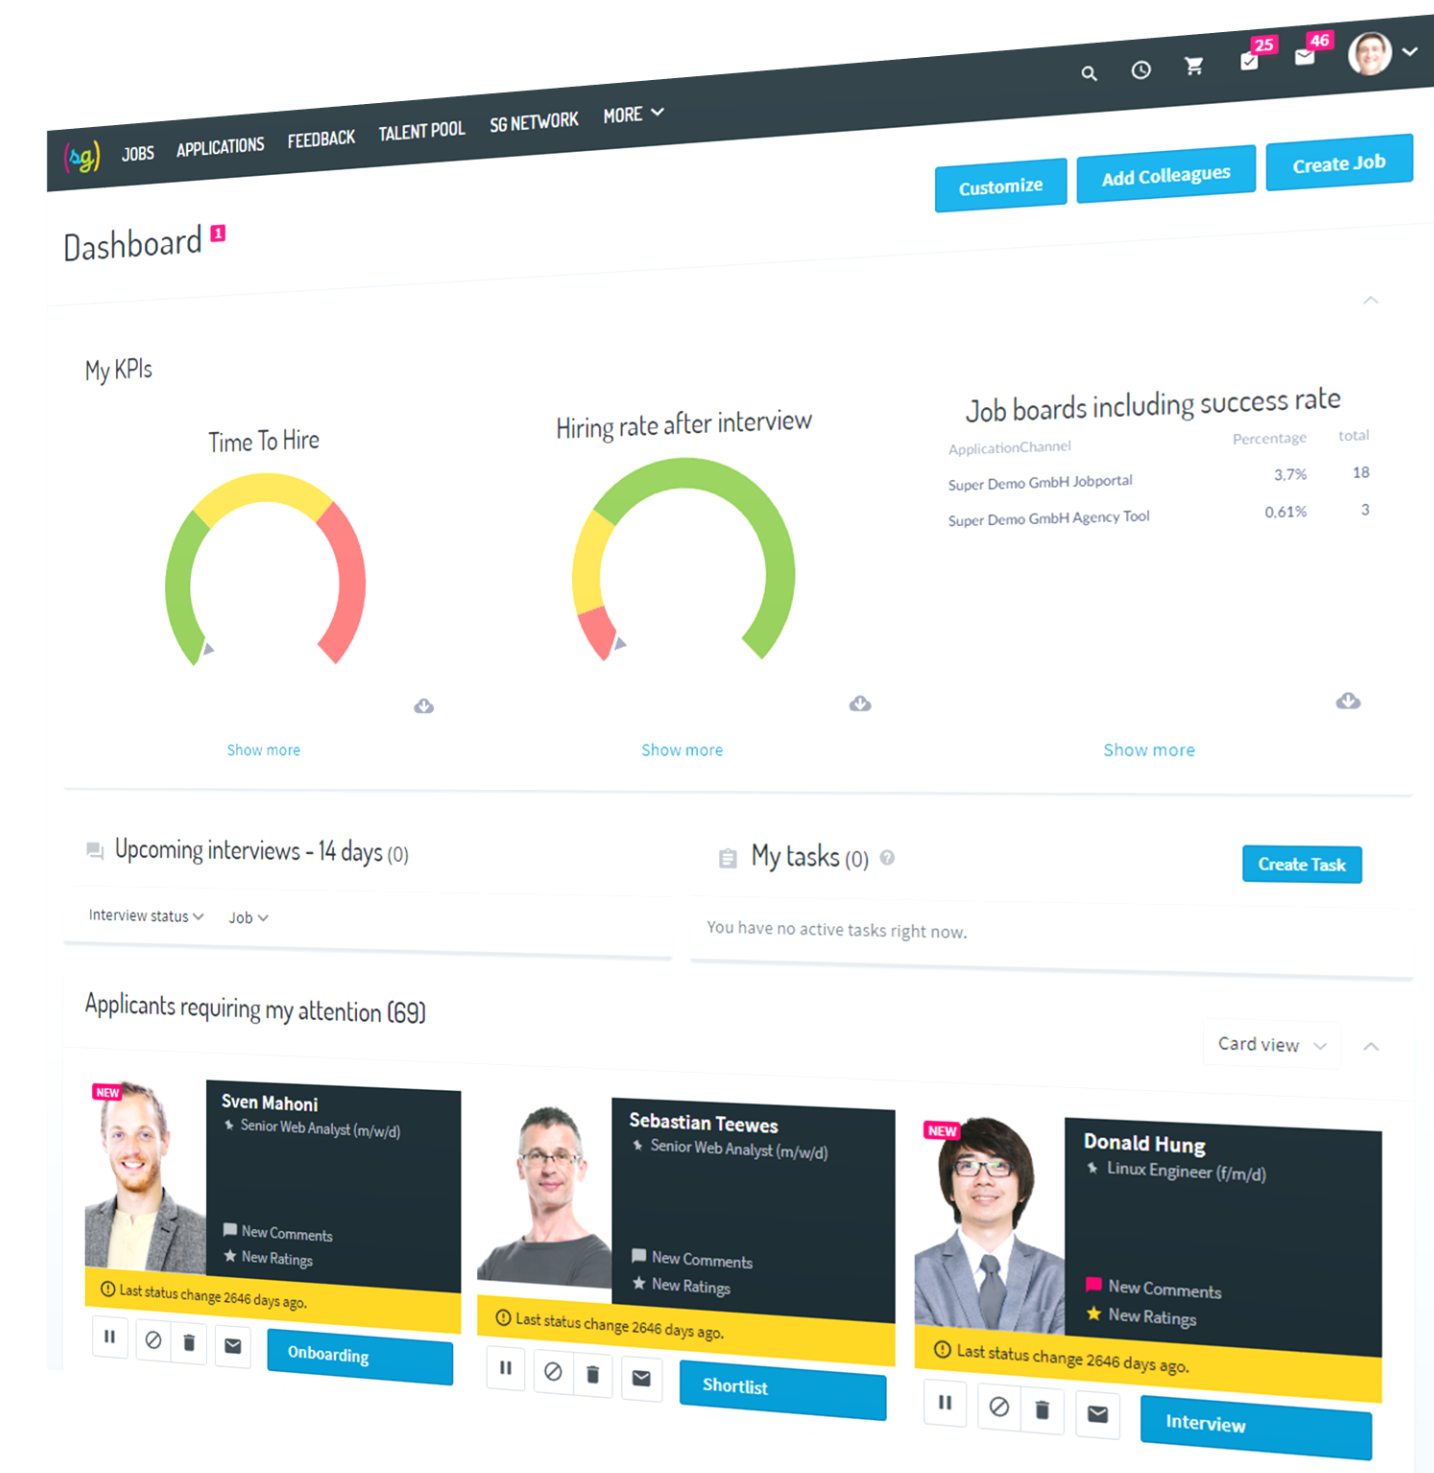 25 46
(sg) JOBS APPLICATIONS FEEDBACK TALENT POOL SG NETWORK MORE
Customize Add Colleagues Create Job
Dashboard 1
My KPIs
Time To Hire
Hiring rate after interview
Job boards including success rate
ApplicationChannel Percentage total
Super Demo GmbH Jobportal 3,7% 18
Super Demo GmbH Agency Tool 0,61% 3
Show more Show more Show more
Upcoming interviews - 14 days (0)
Interview status Job
My tasks (0) ?
Create Task
You have no active tasks right now.
Applicants requiring my attention (69)
Card view
NEW
Sven Mahoni
Senior Web Analyst (m/w/d)
New Comments
New Ratings
Last status change 2646 days ago.
Onboarding
Sebastian Teewes
Senior Web Analyst (m/w/d)
New Comments
New Ratings
Last status change 2646 days ago.
Shortlist
NEW
Donald Hung
Linux Engineer (f/m/d)
New Comments
New Ratings
Last status change 2646 days ago.
Interview